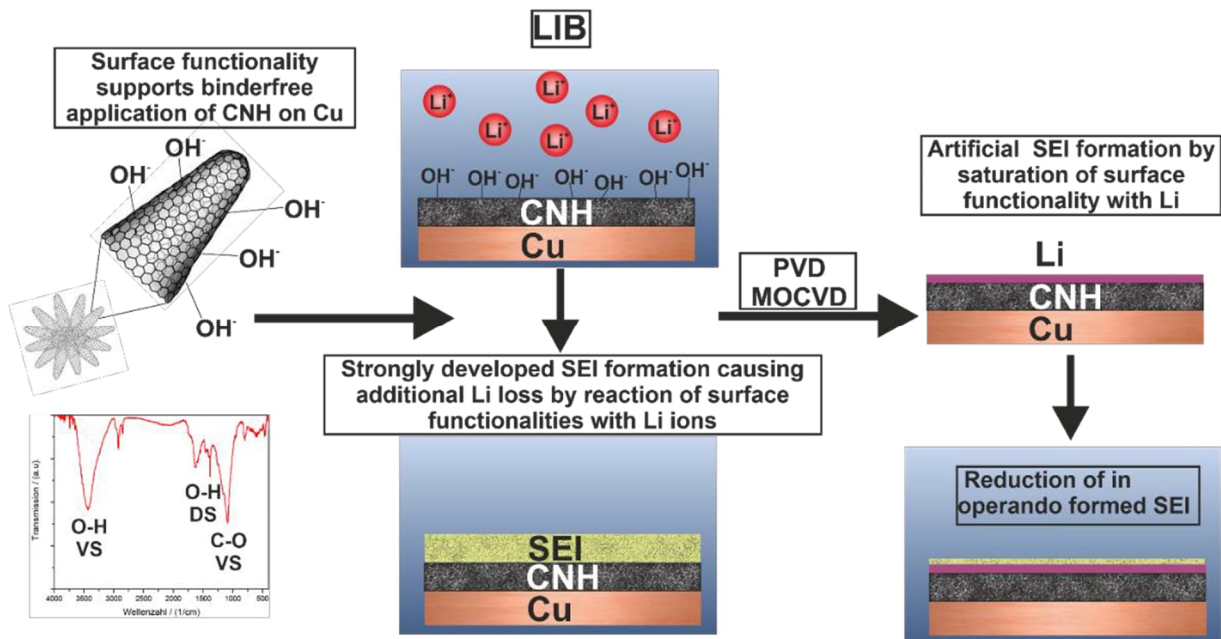 Surface functionality
supports binderfree
application of CNH on Cu
OH-
OH-
OH-
OH-
OH-
OH-
Transmission / (a.u)
O-H
VS
O-H
DS
C-O
VS
4000 3500 3000 2500 2000 1500 1000 500
Wellenzahl / (1/cm)
LIB
Li+
Li+
Li+
Li+
Li+
Li+
OH-
OH-
OH-
OH-
OH-
OH-
OH-
CNH
Cu
Strongly developed SEI formation causing
additional Li loss by reaction of surface
functionalities with Li ions
SEI
CNH
Cu
PVD
MOCVD
Artificial SEI formation by
saturation of surface
functionality with Li
Li
CNH
Cu
Reduction of in
operando formed SEI